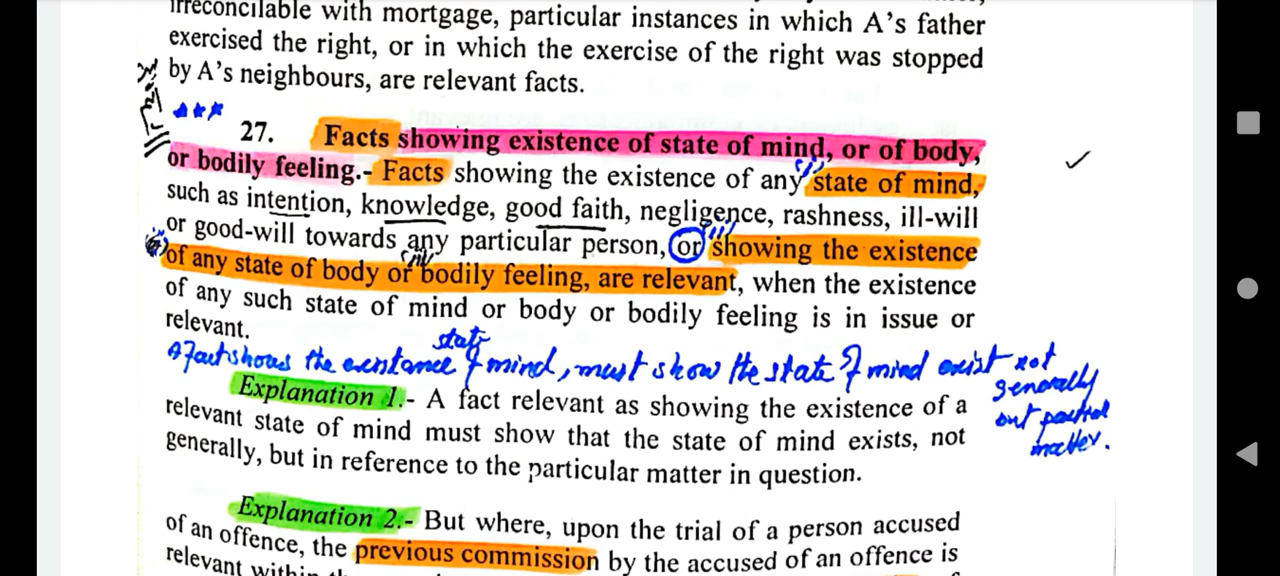 irreconcilable with mortgage, particular instances in which A's father
exercised the right, or in which the exercise of the right was stopped
by A's neighbours, are relevant facts.
27. Facts showing existence of state of mind, or of body,
or bodily feeling.- Facts showing the existence of any state of mind,
such as intention, knowledge, good faith, negligence, rashness, ill-will
or good-will towards any particular person, or showing the existence
of any state of body or bodily feeling, are relevant, when the existence
of any such state of mind or body or bodily feeling is in issue or
relevant.
state
A fact shows the existance of mind, must show the state of mind exist not
generally
but
matter.
Explanation 1.- A fact relevant as showing the existence of a
relevant state of mind must show that the state of mind exists, not
generally, but in reference to the particular matter in question.
Explanation 2.- But where, upon the trial of a person accused
of an offence, the previous commission by the accused of an offence is
relevant within